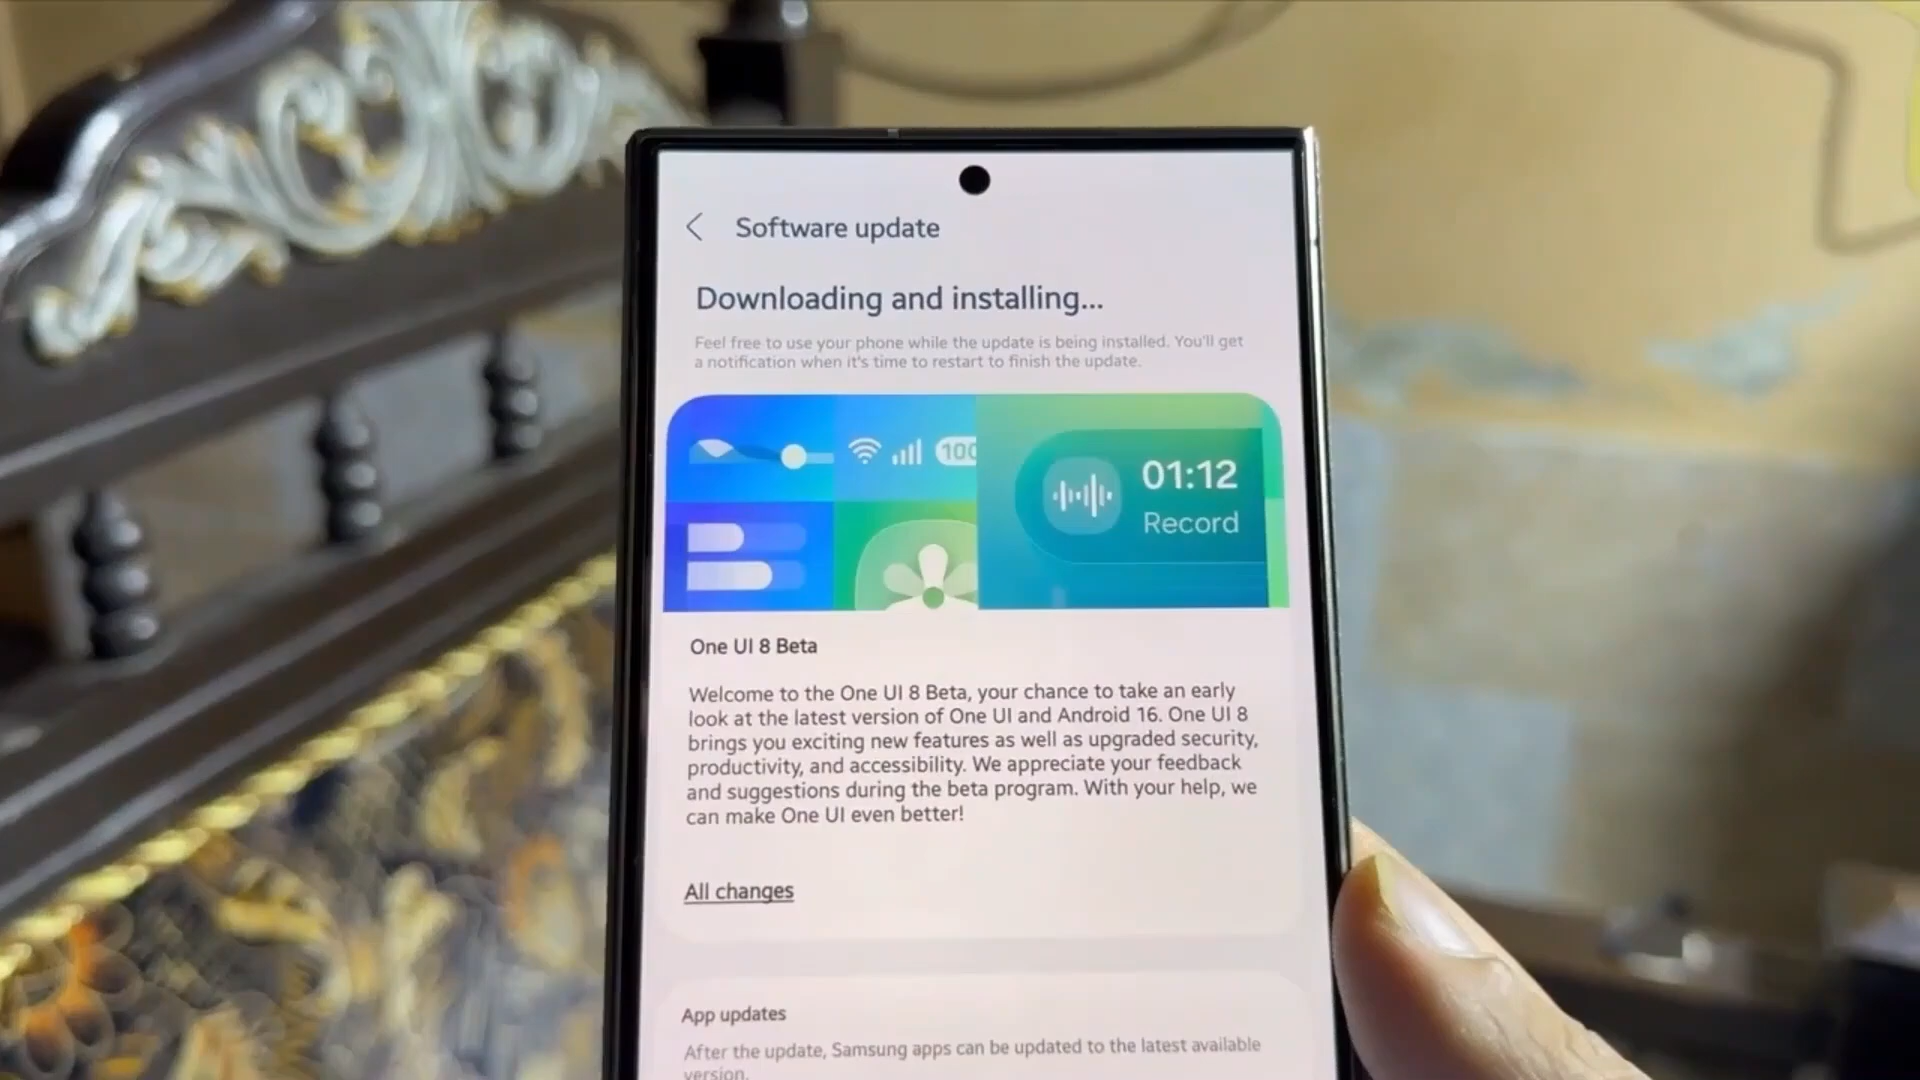 Software update
Downloading and installing...
Feel free to use your phone while the update is being installed. You'll get
a notification when it's time to restart to finish the update.
100
01:12
Record
One UI 8 Beta
Welcome to the One UI 8 Beta, your chance to take an early
look at the latest version of One UI and Android 16. One UI 8
brings you exciting new features as well as upgraded security,
productivity, and accessibility. We appreciate your feedback
and suggestions during the beta program. With your help, we
can make One UI even better!
All changes
App updates
After the update, Samsung apps can be updated to the latest available
version.